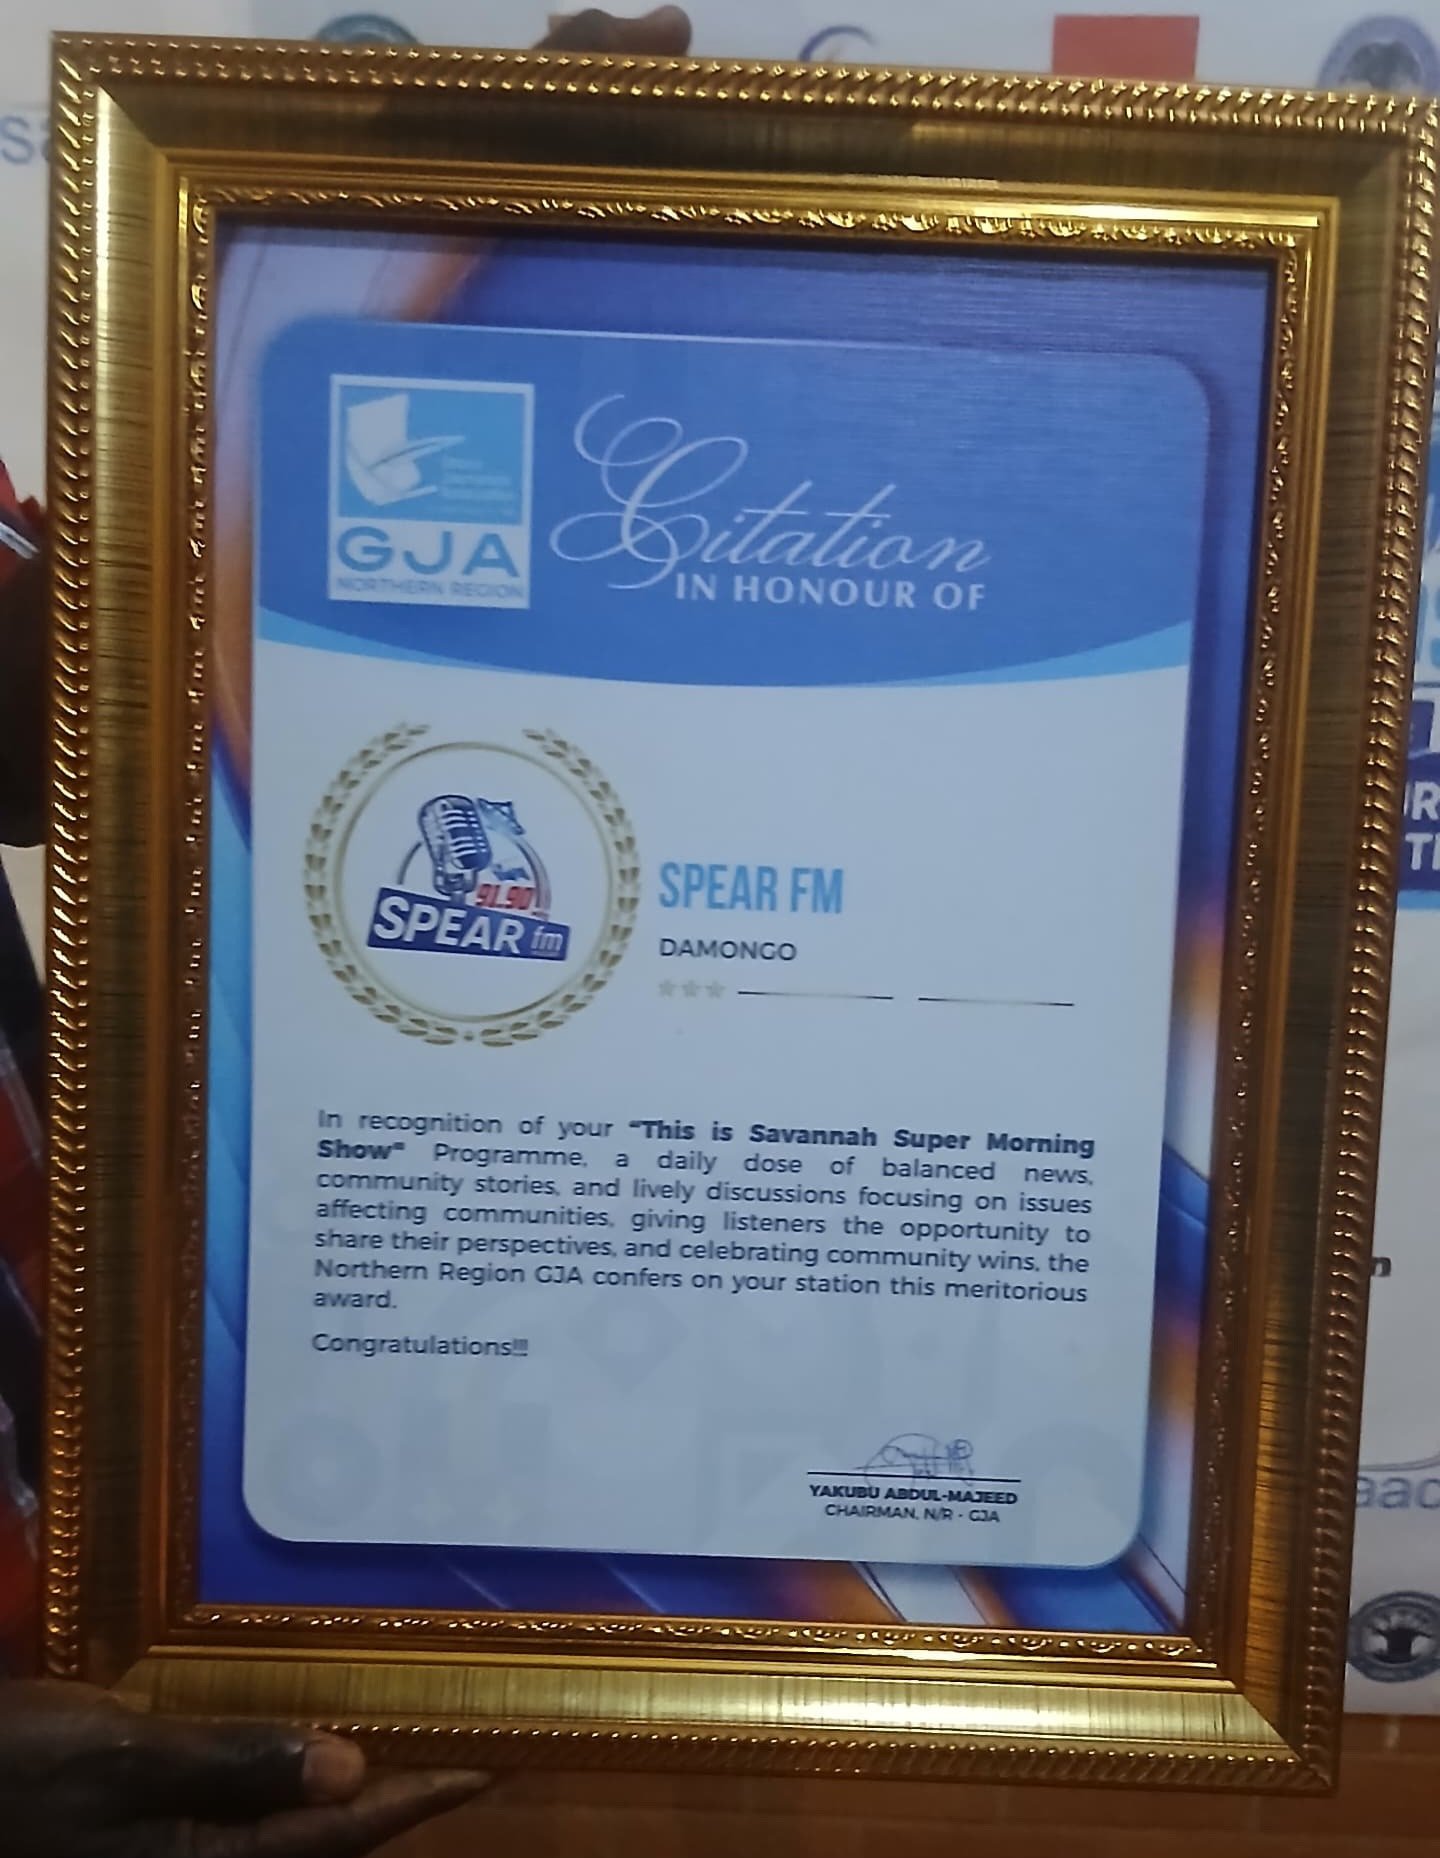 GJA
NORTHERN REGION
Citation
IN HONOUR OF
91.90
SPEAR fm
SPEAR FM
DAMONGO
In recognition of your "This is Savannah Super Morning
Show" Programme, a daily dose of balanced news,
community stories, and lively discussions focusing on issues
affecting communities, giving listeners the opportunity to
share their perspectives, and celebrating community wins, the
Northern Region GJA confers on your station this meritorious
award.
Congratulations!!!
YAKUBU ABDUL-MAJEED
CHAIRMAN, N/R - GJA